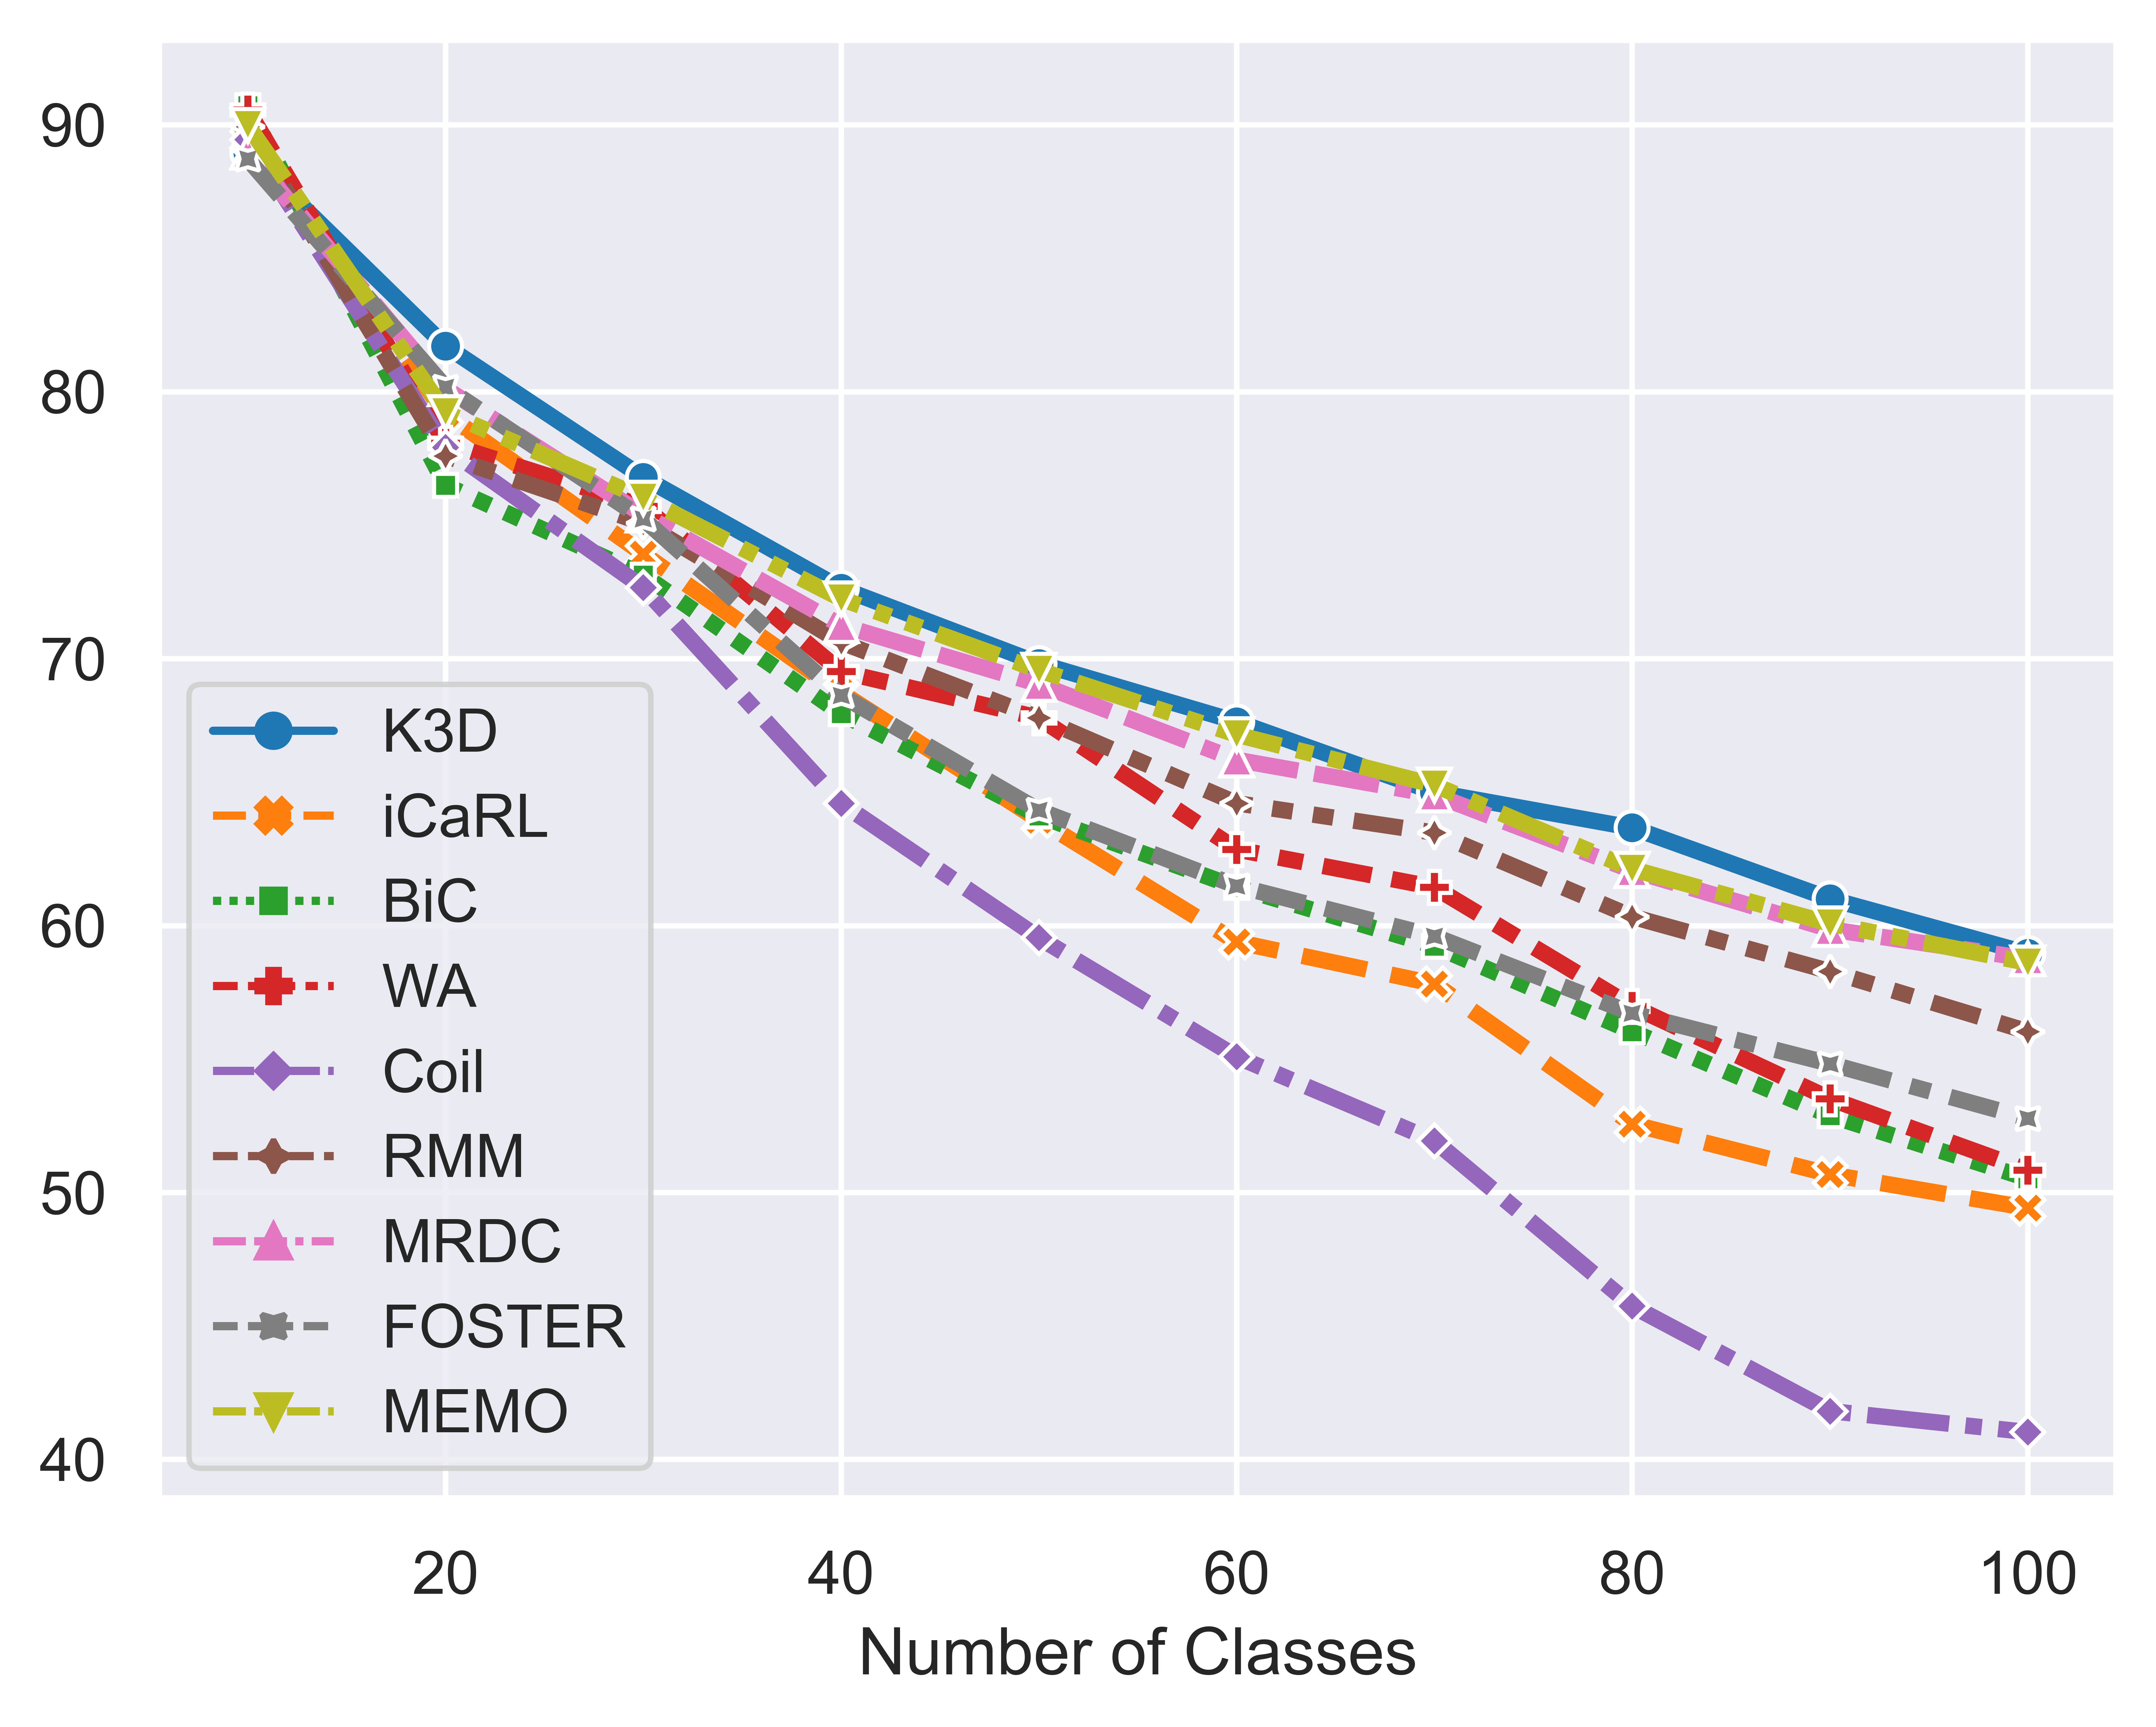 90
80
70
60
50
40
K3D
iCaRL
BiC
WA
Coil
RMM
MRDC
FOSTER
MEMO
20 40 60 80 100
Number of Classes